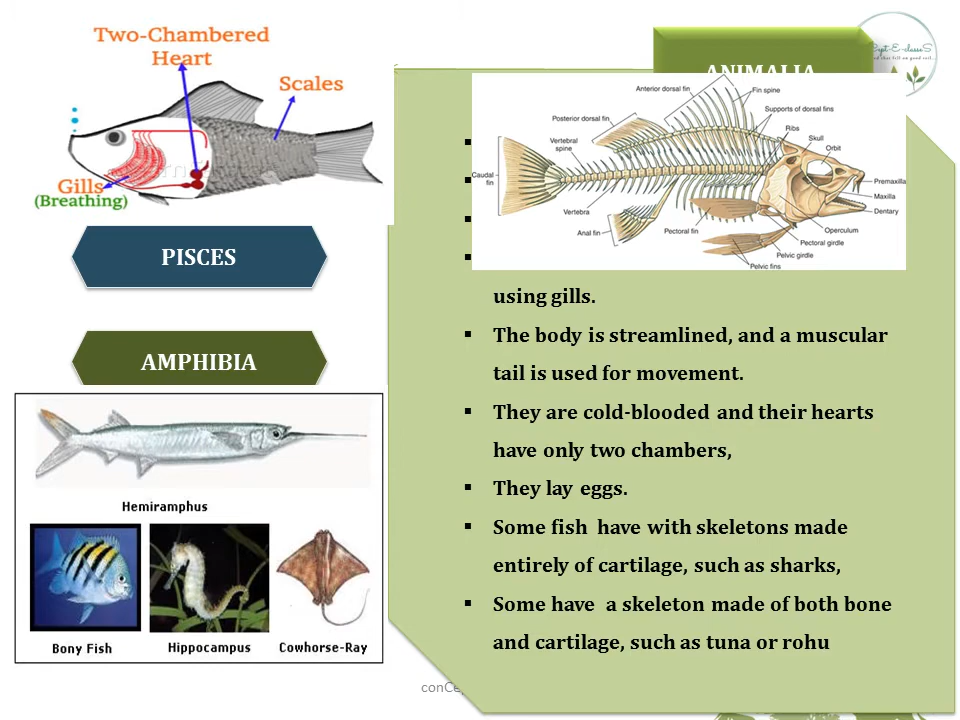 Two-Chambered
Heart
Scales
Gills
(Breathing)
PISCES
AMPHIBIA
Hemiramphus
Bony Fish
Hippocampus
Cowhorse-Ray
ANIMALIA
Anterior dorsal fin
Fin spine
Posterior dorsal fin
Supports of dorsal fins
Vertebral
spine
Ribs
Skull
Orbit
Caudal
fin
Premaxilla
Maxilla
Dentary
Vertebra
Anal fin
Pectoral fin
Operculum
Pectoral girdle
Pelvic girdle
Pelvic fins
using gills.
▪ The body is streamlined, and a muscular
tail is used for movement.
▪ They are cold-blooded and their hearts
have only two chambers,
▪ They lay eggs.
▪ Some fish have with skeletons made
entirely of cartilage, such as sharks,
▪ Some have a skeleton made of both bone
and cartilage, such as tuna or rohu